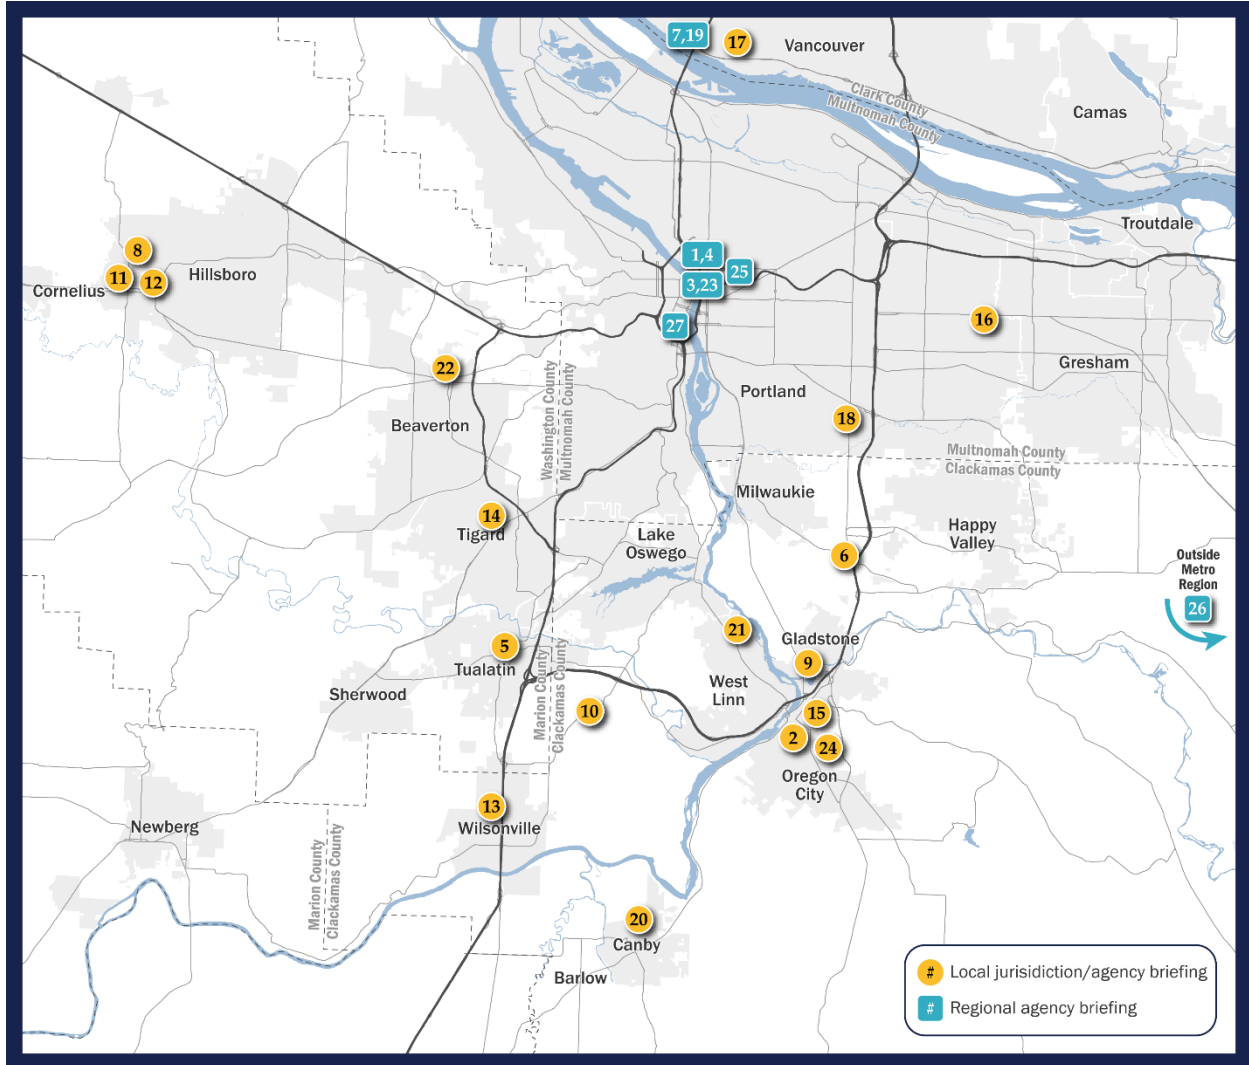 7,19
17
Vancouver
Clark County
Multnomah County
Camas
Troutdale
8
11
12
Hillsboro
Cornelius
1,4
25
3,23
27
16
Gresham
22
Beaverton
Washington County
Multnomah County
Portland
18
Multnomah County
Clackamas County
Milwaukie
14
Tigard
Lake
Oswego
Happy
Valley
6
Outside
Metro
Region
26
21
Gladstone
9
5
Tualatin
Sherwood
West
Linn
Marion County
Clackamas County
10
15
2
24
Oregon
City
13
Wilsonville
Newberg
Marion County
Clackamas County
20
Canby
Barlow
# Local jurisidiction/agency briefing
# Regional agency briefing